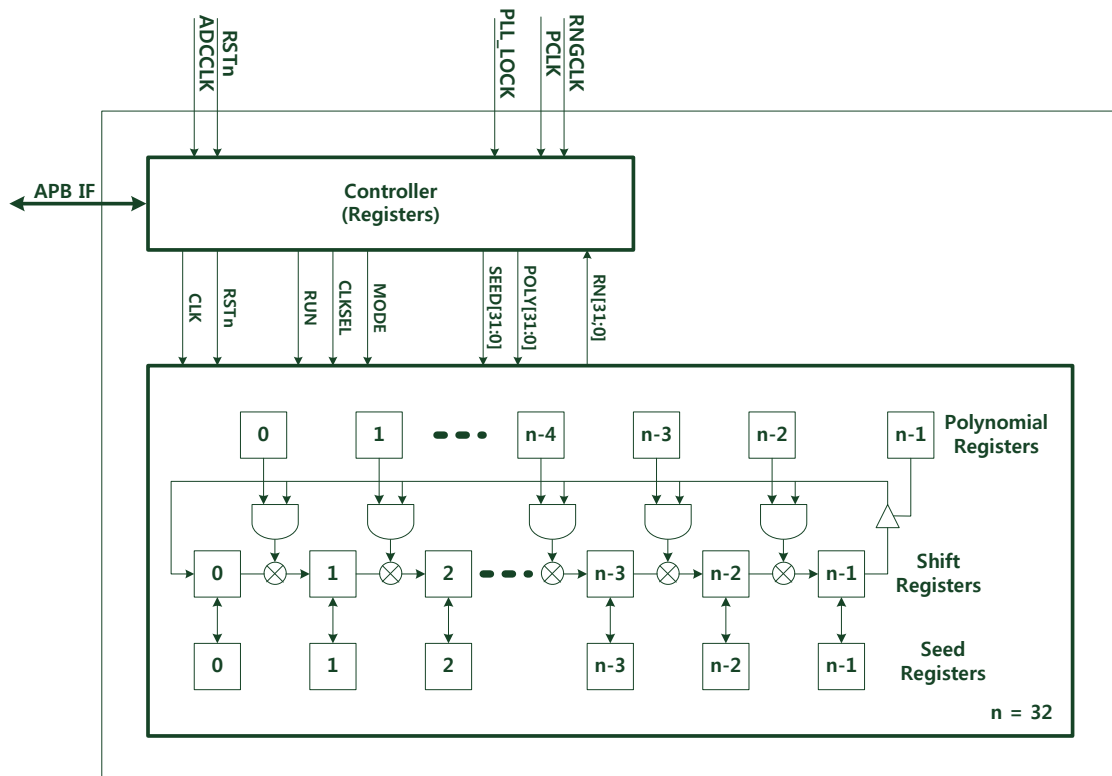 ADCCLK
RSTn
PLL_LOCK
PCLK
RNGCLK
APB IF
Controller
(Registers)
CLK
RSTn
RUN
CLKSEL
MODE
SEED[31:0]
POLY[31:0]
RN[31;0]
0
1
n-4
n-3
n-2
n-1
Polynomial
Registers
0
1
2
n-3
n-2
n-1
Shift
Registers
0
1
2
n-3
n-2
n-1
Seed
Registers
n = 32